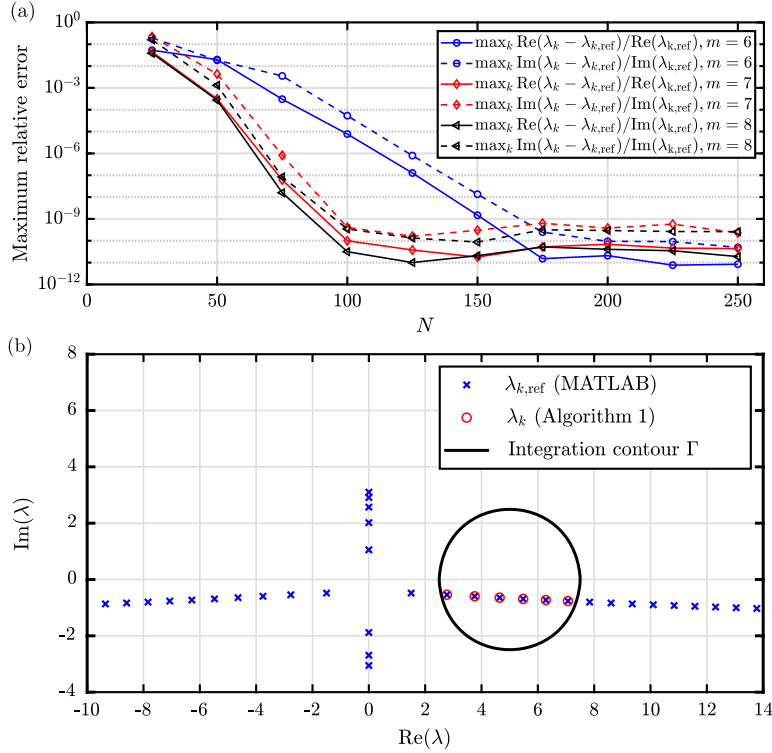 (a)
10^0
10^-3
10^-6
10^-9
10^-12
Maximum relative error
max_k Re(λ_k − λ_k,ref)/Re(λ_k,ref), m = 6
max_k Im(λ_k − λ_k,ref)/Im(λ_k,ref), m = 6
max_k Re(λ_k − λ_k,ref)/Re(λ_k,ref), m = 7
max_k Im(λ_k − λ_k,ref)/Im(λ_k,ref), m = 7
max_k Re(λ_k − λ_k,ref)/Im(λ_k,ref), m = 8
max_k Im(λ_k − λ_k,ref)/Im(λ_k,ref), m = 8
0 50 100 150 200 250
N
(b)
8
6
4
2
0
-2
-4
Im(λ)
λ_k,ref (MATLAB)
λ_k (Algorithm 1)
Integration contour Γ
-10 -8 -6 -4 -2 0 2 4 6 8 10 12 14
Re(λ)